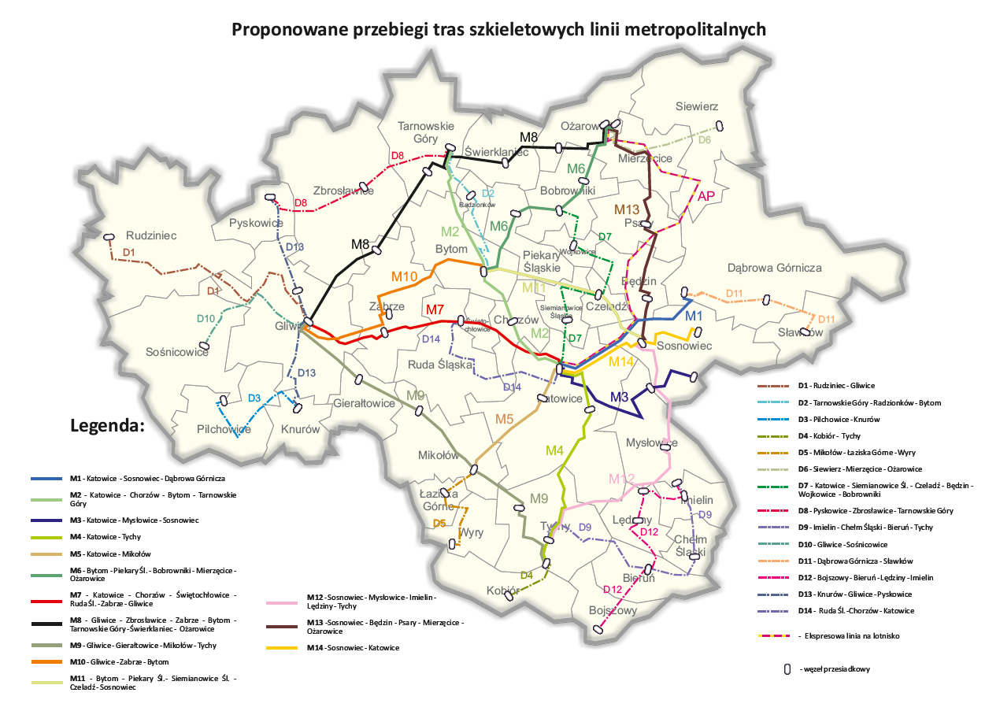 Proponowane przebiegi tras szkieletowych linii metropolitalnych
Siewierz
Tarnowskie
Góry
Ożarow
M8
D6
Świerklaniec
D8
Mierzęcice
M6
Zbrosławice
D2
Bobrowniki
AP
D8
Radzionków
M13
Pyskowice
M6
Psary
Rudziniec
M2
D7
M8
D13
Bytom
Wojkowice
D1
Piekary
Śląskie
Dąbrowa Górnicza
M10
Będzin
M11
D1
D11
Zabrze
M7
Siemianowice
Śląskie
Czeladź
M1
D10
Święto-
chłowice
Chorzów
D11
Gliwice
M2
Sławków
D14
D7
Sosnowiec
Sośnicowice
M14
Ruda Śląska
D13
D14
M9
M3
D3
Katowice
Gierałtowice
M5
Legenda:
Pilchowice
Knurów
Mysłowice
M4
Mikołów
M12
Łaziska
Górne
M9
Imielin
D9
D5
Lędziny
Tychy
D9
Wyry
D12
Chełm
Śląski
D4
Bieruń
Kobiór
D12
Bojszowy
M1 - Katowice - Sosnowiec - Dąbrowa Górnicza
M2 - Katowice - Chorzów - Bytom - Tarnowskie
Góry
M3 - Katowice - Mysłowice - Sosnowiec
M4 - Katowice - Tychy
M5 - Katowice - Mikołów
M6 - Bytom - Piekary Śl. - Bobrowniki - Mierzęcice -
Ożarowice
M7 - Katowice - Chorzów - Świętochłowice -
Ruda Śl. - Zabrze - Gliwice
M8 - Gliwice - Zbrosławice - Zabrze - Bytom -
Tarnowskie Góry - Świerklaniec - Ożarowice
M9 - Gliwice - Gierałtowice - Mikołów - Tychy
M10 - Gliwice - Zabrze - Bytom
M11 - Bytom - Piekary Śl. - Siemianowice Śl. -
Czeladź - Sosnowiec
M12 - Sosnowiec - Mysłowice - Imielin -
Lędziny - Tychy
M13 - Sosnowiec - Będzin - Psary - Mierzęcice -
Ożarowice
M14 - Sosnowiec - Katowice
D1 - Rudziniec - Gliwice
D2 - Tarnowskie Góry - Radzionków - Bytom
D3 - Pilchowice - Knurów
D4 - Kobiór - Tychy
D5 - Mikołów - Łaziska Górne - Wyry
D6 - Siewierz - Mierzęcice - Ożarowice
D7 - Katowice - Siemianowice Śl. - Czeladź - Będzin -
Wojkowice - Bobrowniki
D8 - Pyskowice - Zbrosławice - Tarnowskie Góry
D9 - Imielin - Chełm Śląski - Bieruń - Tychy
D10 - Gliwice - Sośnicowice
D11 - Dąbrowa Górnicza - Sławków
D12 - Bojszowy - Bieruń - Lędziny - Imielin
D13 - Knurów - Gliwice - Pyskowice
D14 - Ruda Śl. - Chorzów - Katowice
- Ekspresowa linia na lotnisko
- węzeł przesiadkowy